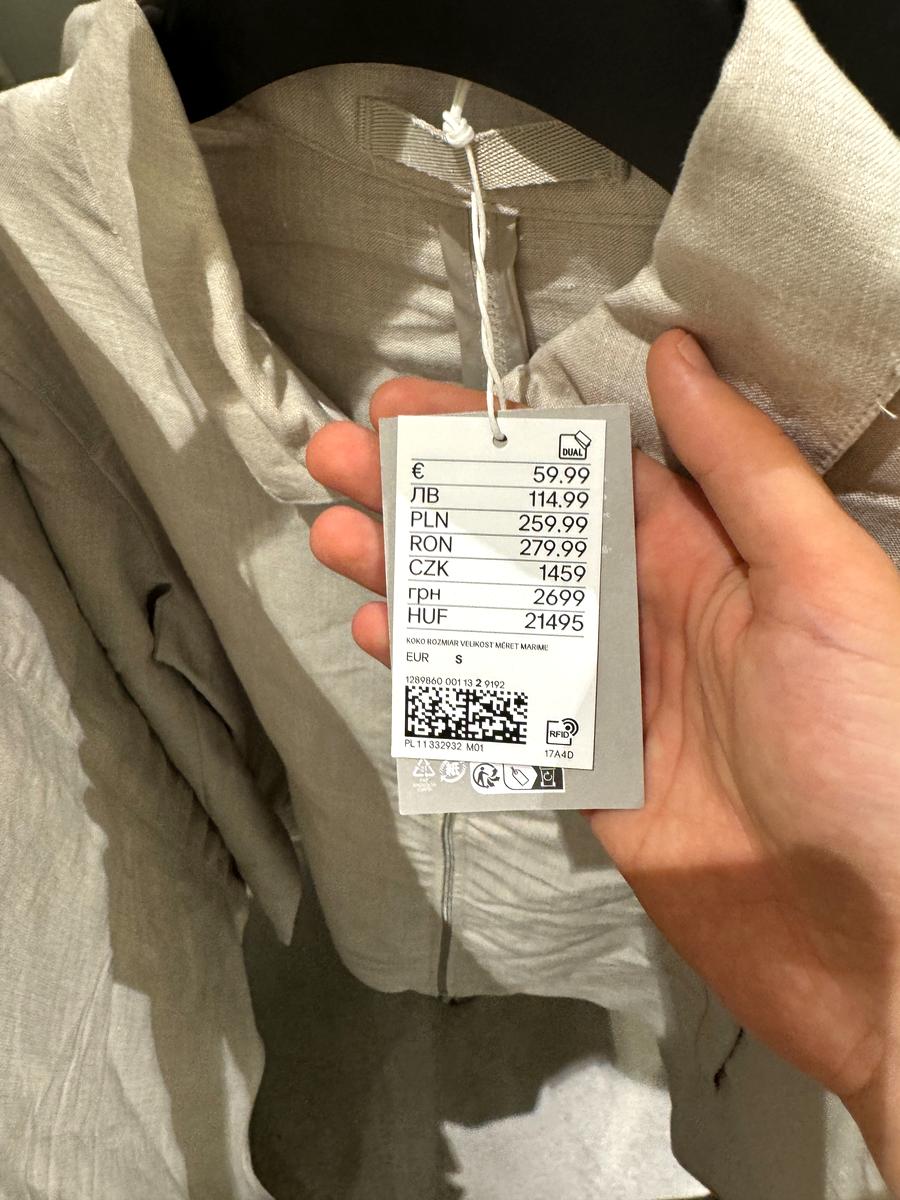 DUAL
€ 59.99
ЛВ 114.99
PLN 259.99
RON 279.99
CZK 1459
грн 2699
HUF 21495
KOKO ROZMIAR VELIKOST MÉRET MARIME
EUR S
1289860 001 13 2 9192
RFID
PL 11 332932 M01
17A4D